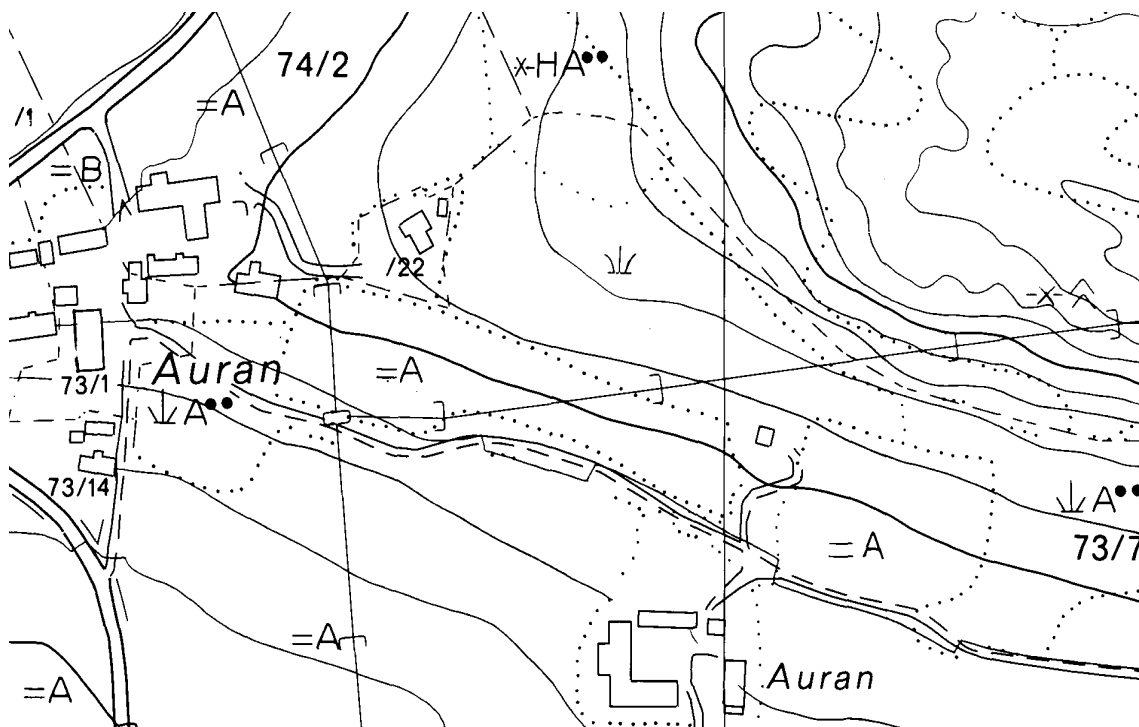 74/2
HA
=A
/1
=B
/22
Auran
=A
73/1
A
73/14
A
=A
73/7
=A
=A
Auran